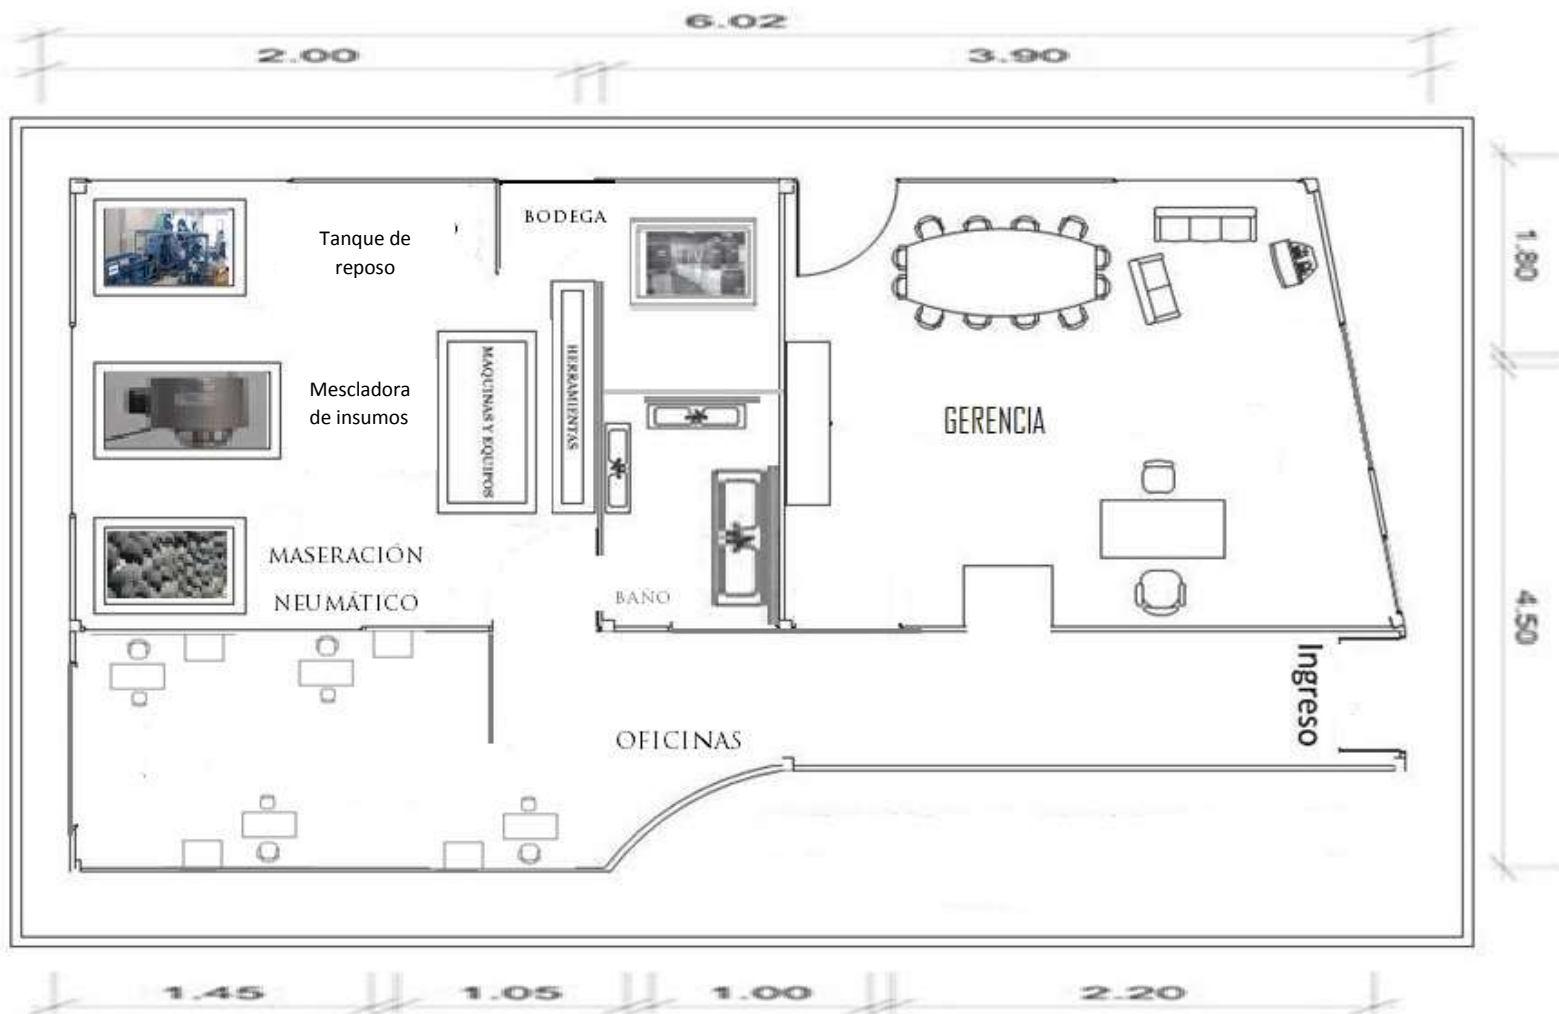 6.02
2.00
3.90
BODEGA
Tanque de
reposo
1.80
HERRAMIENTAS
MAQUINAS Y EQUIPOS
Mescladora
de insumos
GERENCIA
MASERACIÓN
NEUMÁTICO
BAÑO
4.50
Ingreso
OFICINAS
1.45
1.05
1.00
2.20